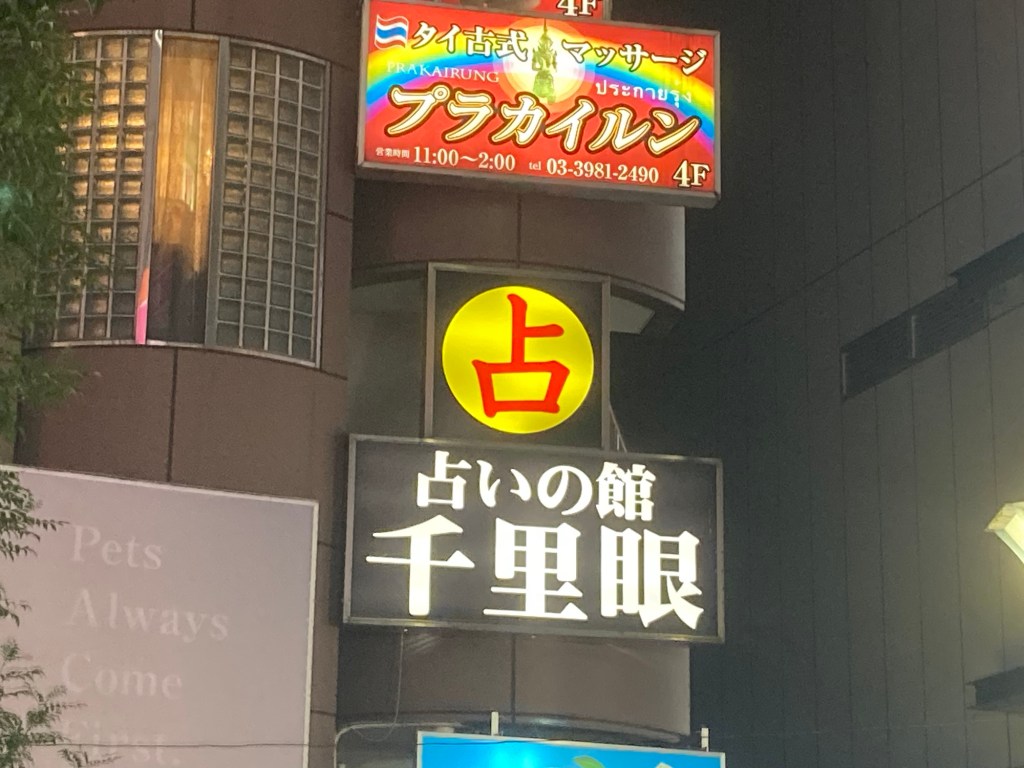 4F
タイ古式 マッサージ
PRAKAIRUNG
ประกายรุ้ง
プラカイルン
営業時間 11:00～2:00 tel 03-3981-2490 4F
占
占いの館
千里眼
Pets
Always
Come
First.